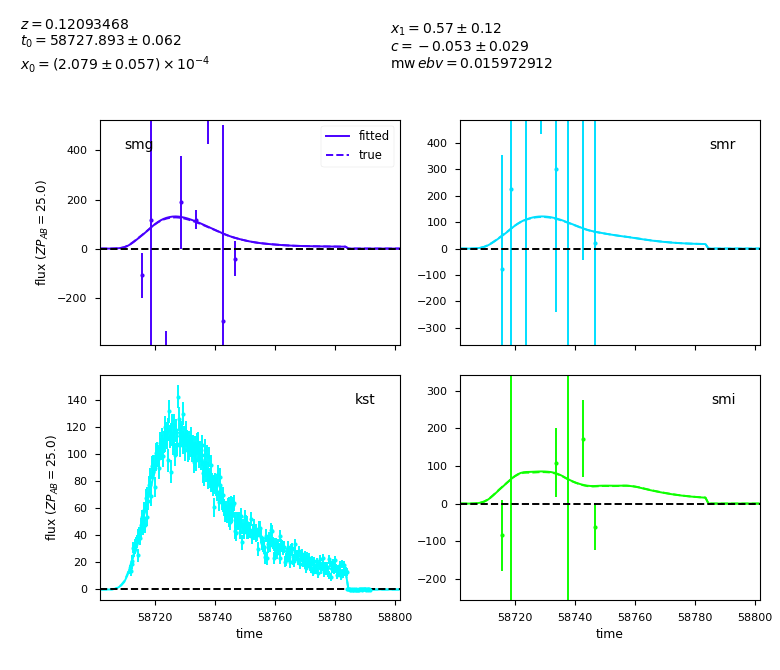 z = 0.12093468
t₀ = 58727.893 ± 0.062
x₀ = (2.079 ± 0.057) × 10⁻⁴
x₁ = 0.57 ± 0.12
c = −0.053 ± 0.029
mw ebv = 0.015972912
smg
fitted
true
flux (ZP_AB = 25.0)
400
200
0
−200
smr
400
300
200
100
0
−100
−200
−300
kst
flux (ZP_AB = 25.0)
140
120
100
80
60
40
20
0
58720 58740 58760 58780 58800
time
smi
300
200
100
0
−100
−200
58720 58740 58760 58780 58800
time